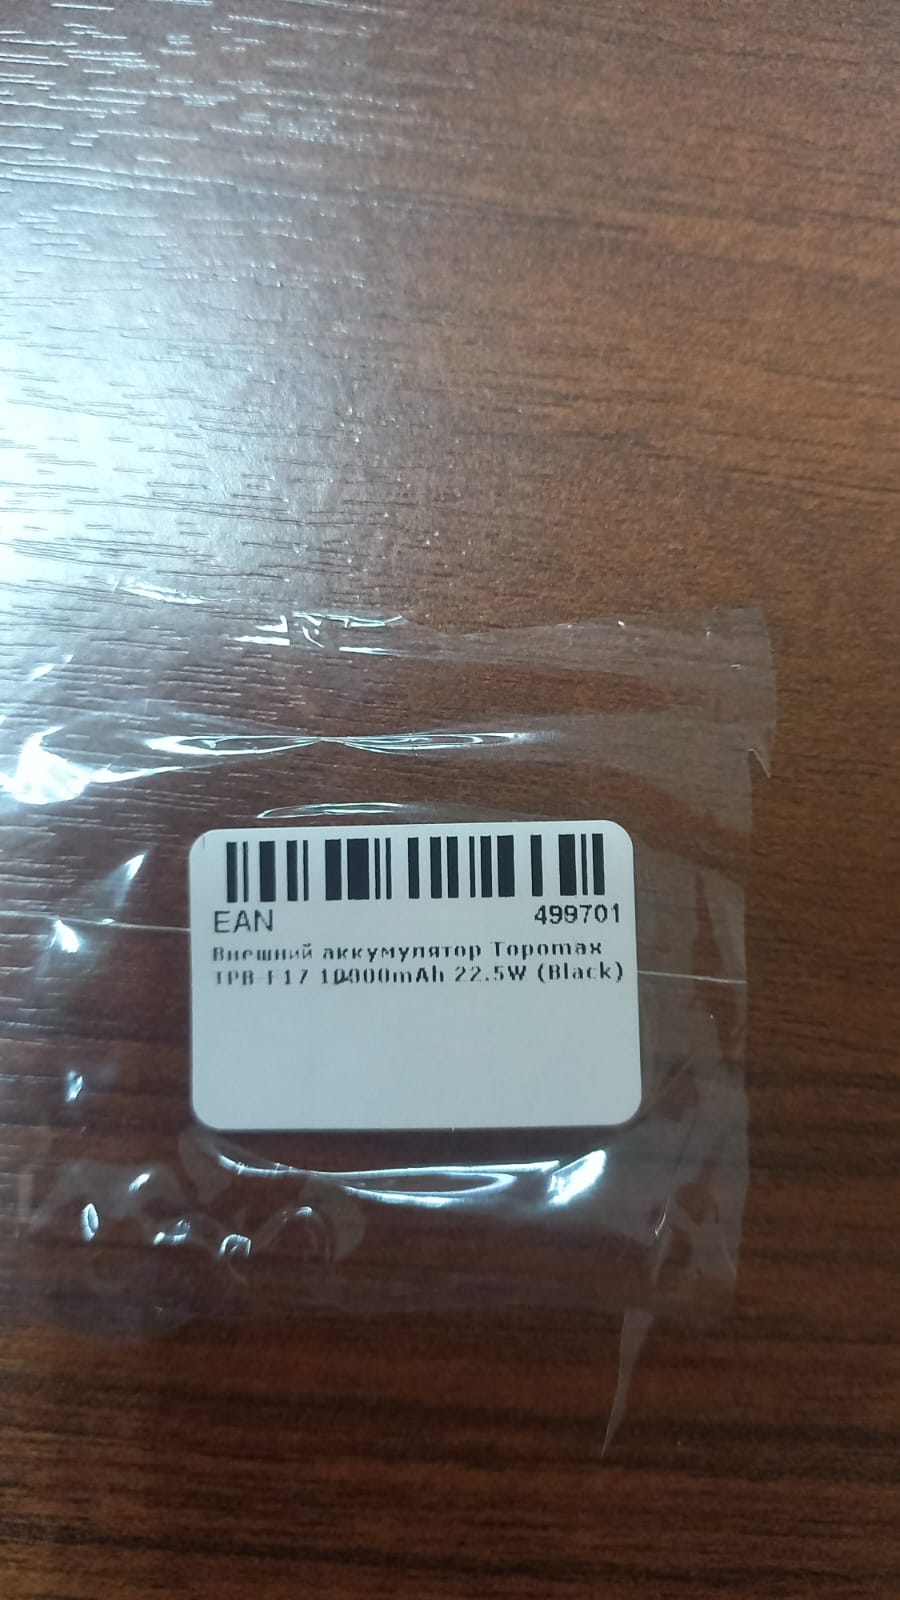 EAN 499701
Внешний аккумулятор Topomax
TPB-F17 10000mAh 22.5W (Black)